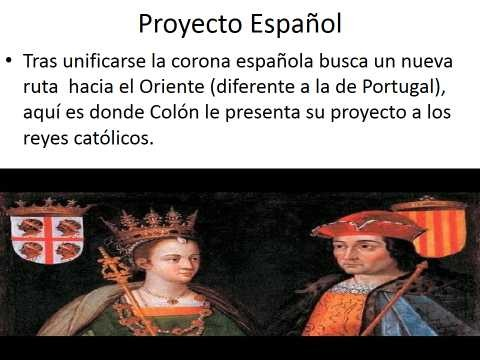 Proyecto Español
• Tras unificarse la corona española busca un nueva
ruta hacia el Oriente (diferente a la de Portugal),
aquí es donde Colón le presenta su proyecto a los
reyes católicos.